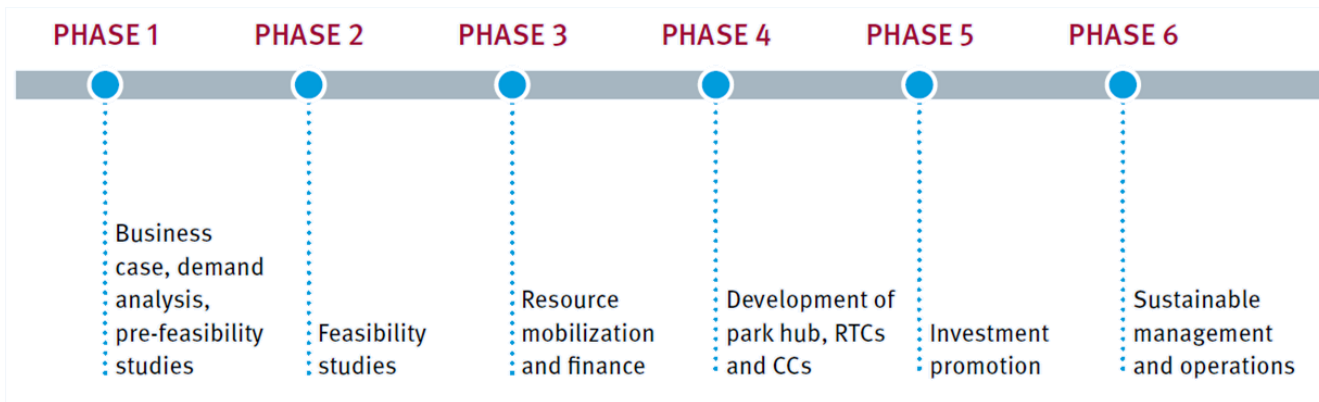 PHASE 1
PHASE 2
PHASE 3
PHASE 4
PHASE 5
PHASE 6
Business
case, demand
analysis,
pre-feasibility
studies
Feasibility
studies
Resource
mobilization
and finance
Development of
park hub, RTCs
and CCs
Investment
promotion
Sustainable
management
and operations